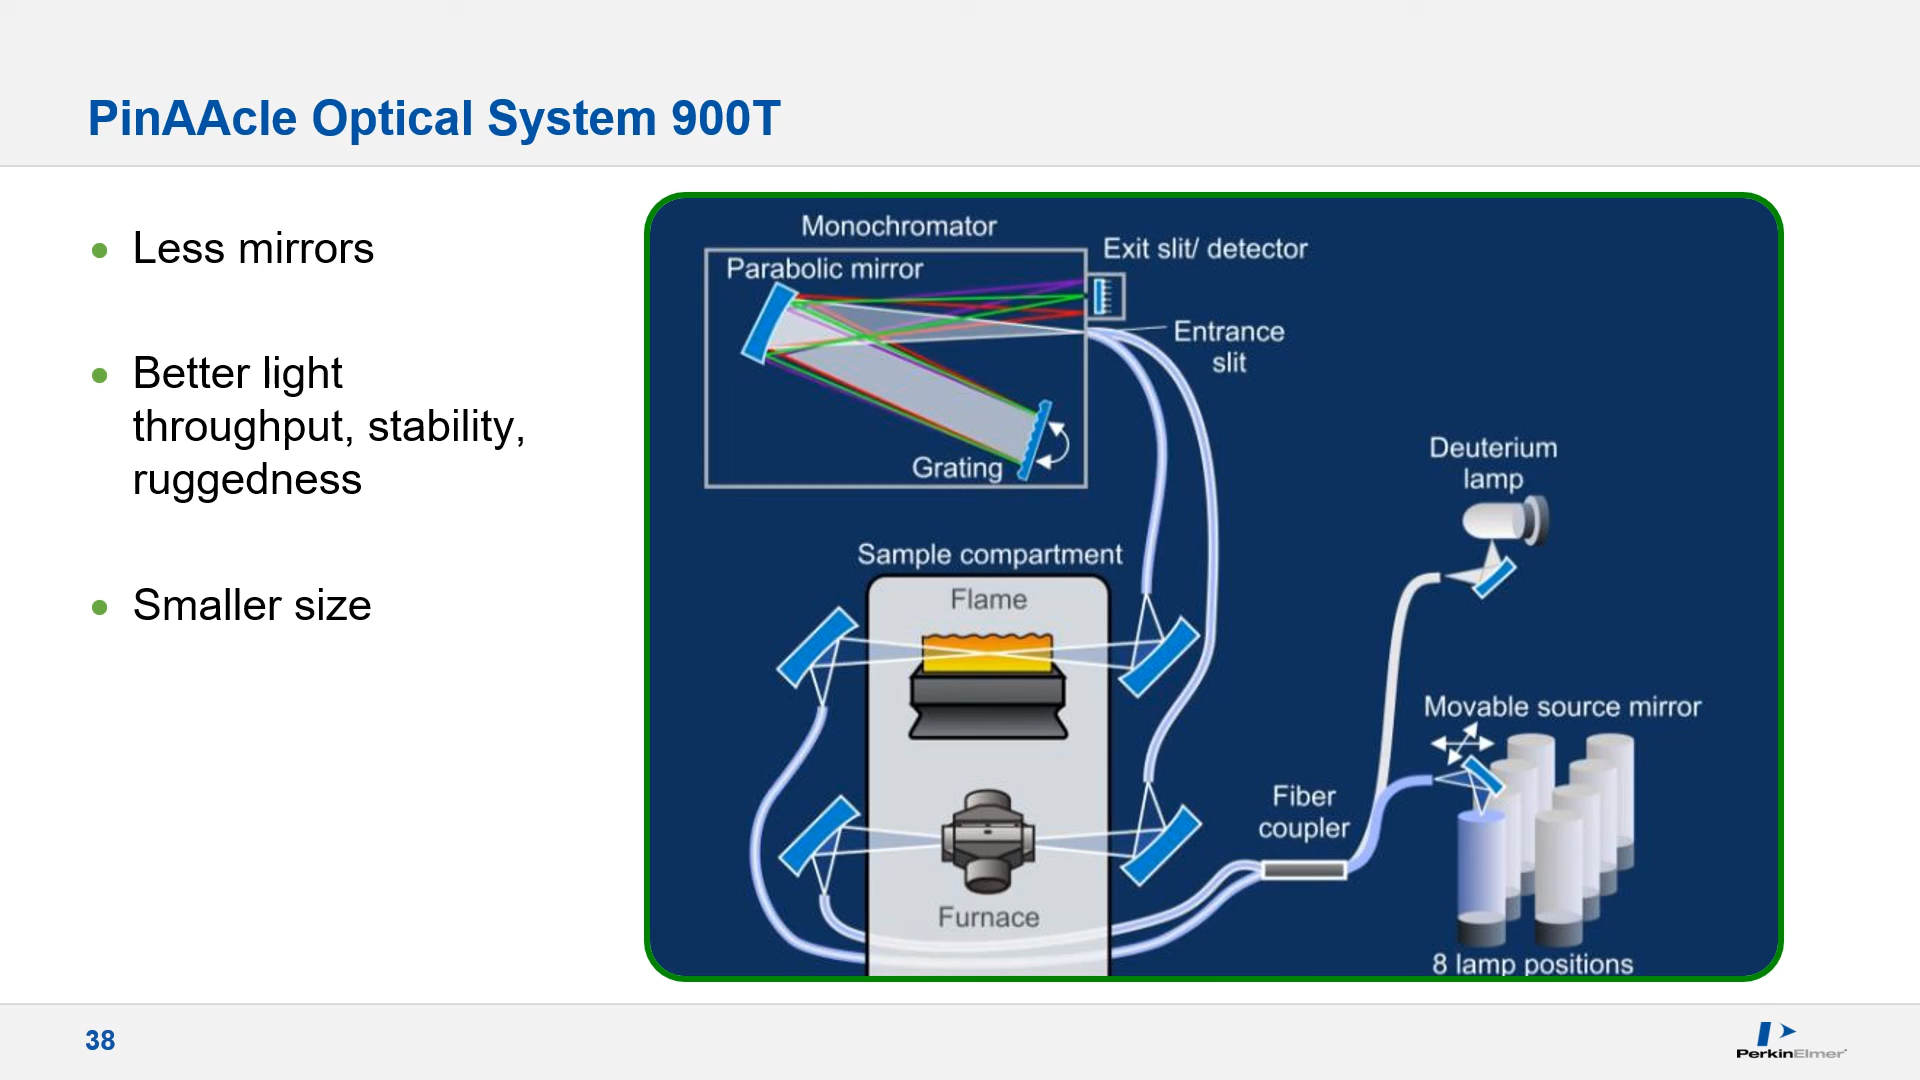 PinAAcle Optical System 900T
Less mirrors
Better light
throughput, stability,
ruggedness
Smaller size
Monochromator
Parabolic mirror
Exit slit/ detector
Entrance
slit
Grating
Deuterium
lamp
Sample compartment
Flame
Movable source mirror
Fiber
coupler
Furnace
8 lamp positions
38
PerkinElmer